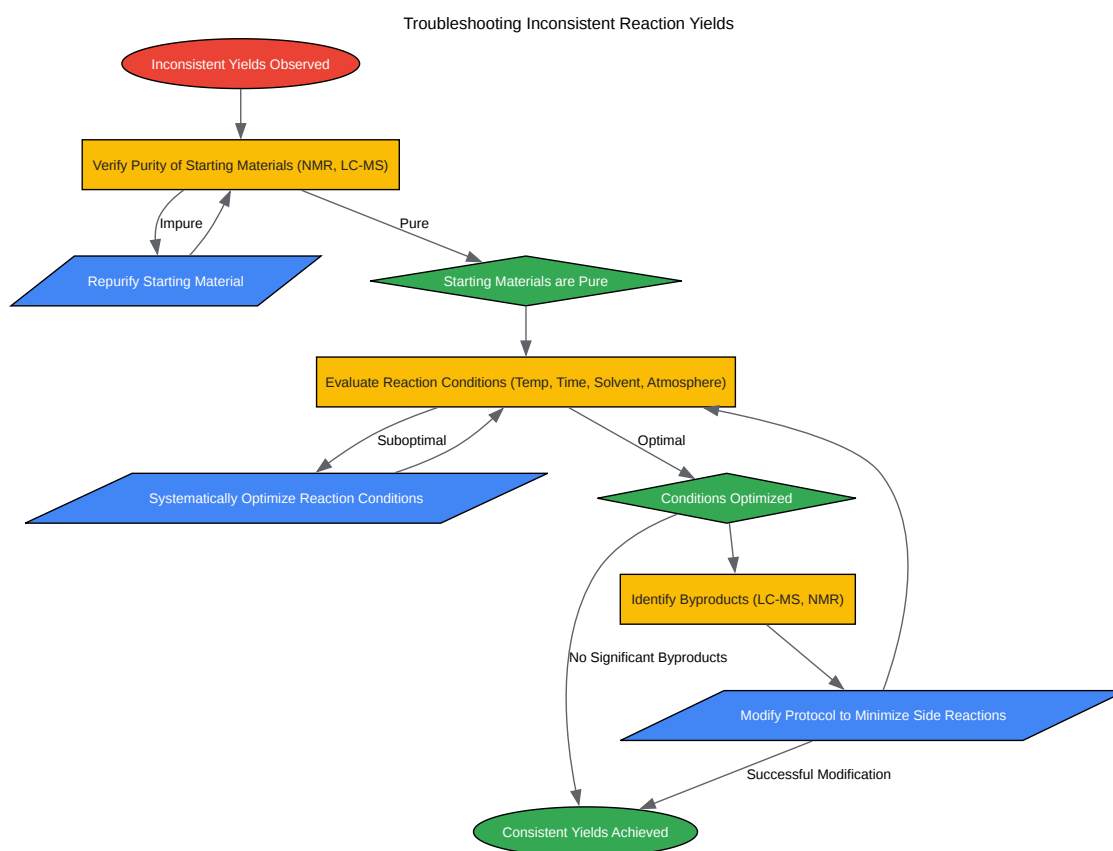 Troubleshooting Inconsistent Reaction Yields
Inconsistent Yields Observed
Verify Purity of Starting Materials (NMR, LC-MS)
Impure
Pure
Repurify Starting Material
Starting Materials are Pure
Evaluate Reaction Conditions (Temp, Time, Solvent, Atmosphere)
Suboptimal
Optimal
Systematically Optimize Reaction Conditions
Conditions Optimized
Identify Byproducts (LC-MS, NMR)
No Significant Byproducts
Modify Protocol to Minimize Side Reactions
Successful Modification
Consistent Yields Achieved